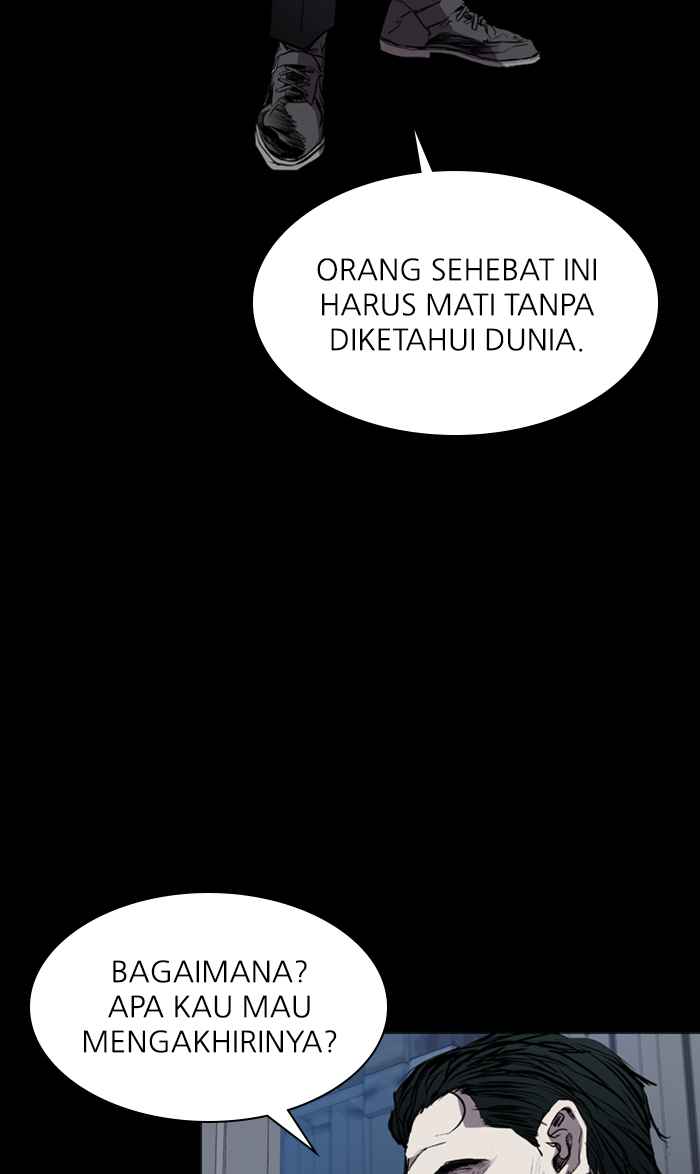 ORANG SEHEBAT INI
HARUS MATI TANPA
DIKETAHUI DUNIA.
BAGAIMANA?
APA KAU MAU
MENGAKHIRINYA?